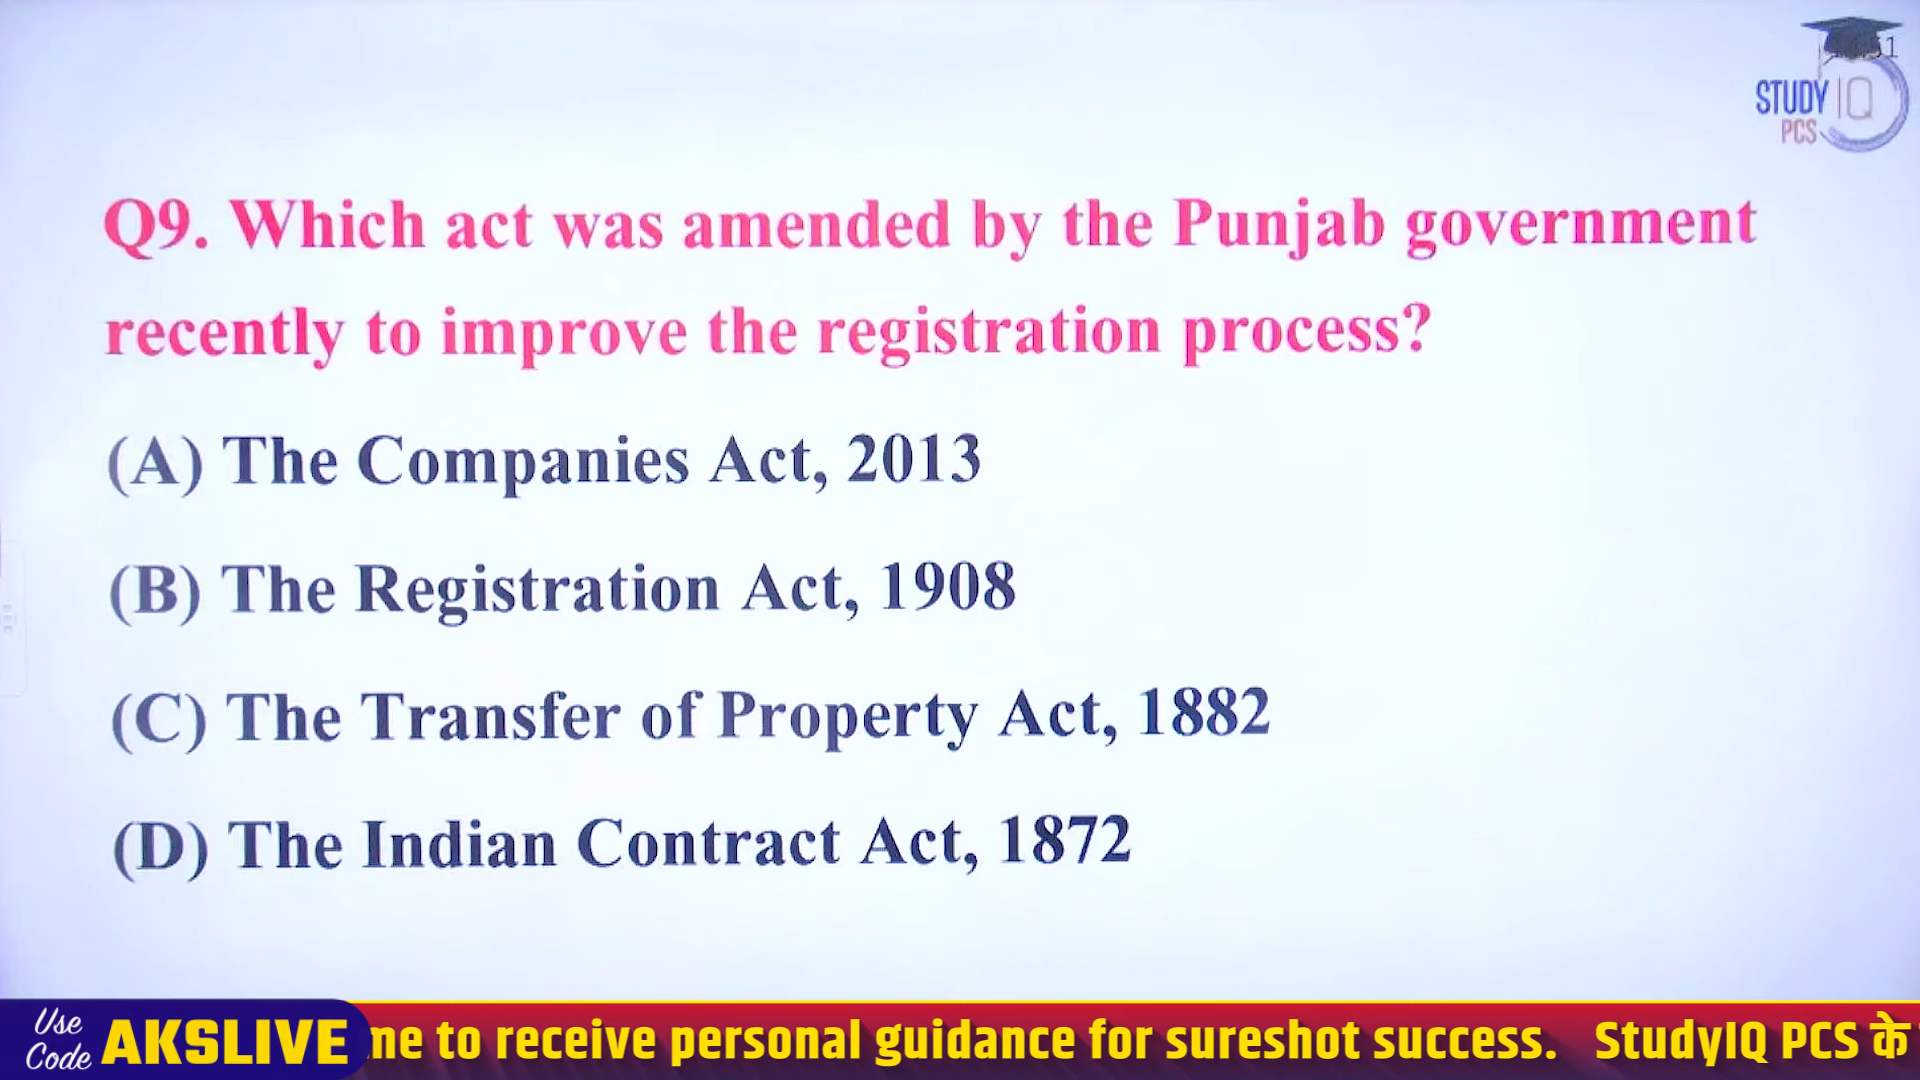 STUDY IQ
PCS
Q9. Which act was amended by the Punjab government
recently to improve the registration process?
(A) The Companies Act, 2013
(B) The Registration Act, 1908
(C) The Transfer of Property Act, 1882
(D) The Indian Contract Act, 1872
Use
Code AKSLIVE
me to receive personal guidance for sureshot success. StudyIQ PCS के